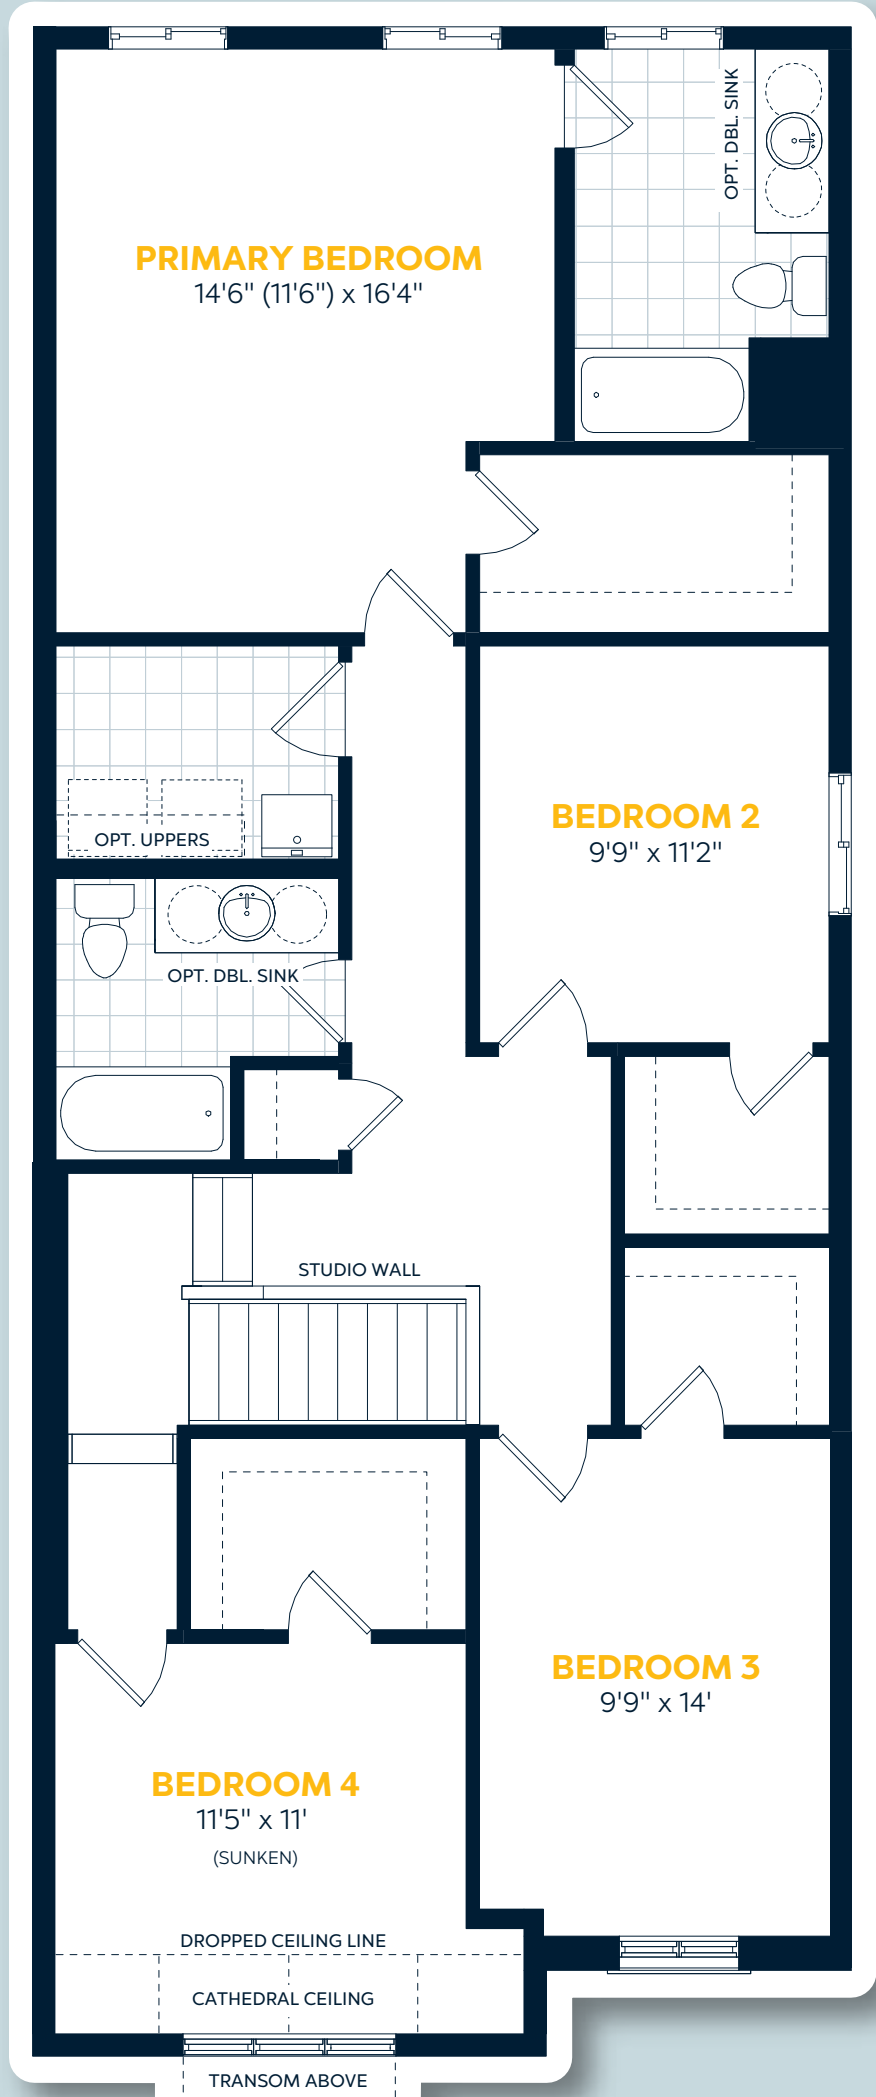 OPT. DBL. SINK
PRIMARY BEDROOM
14'6" (11'6") x 16'4"
BEDROOM 2
9'9" x 11'2"
OPT. UPPERS
OPT. DBL. SINK
STUDIO WALL
BEDROOM 3
9'9" x 14'
BEDROOM 4
11'5" x 11'
(SUNKEN)
DROPPED CEILING LINE
CATHEDRAL CEILING
TRANSOM ABOVE